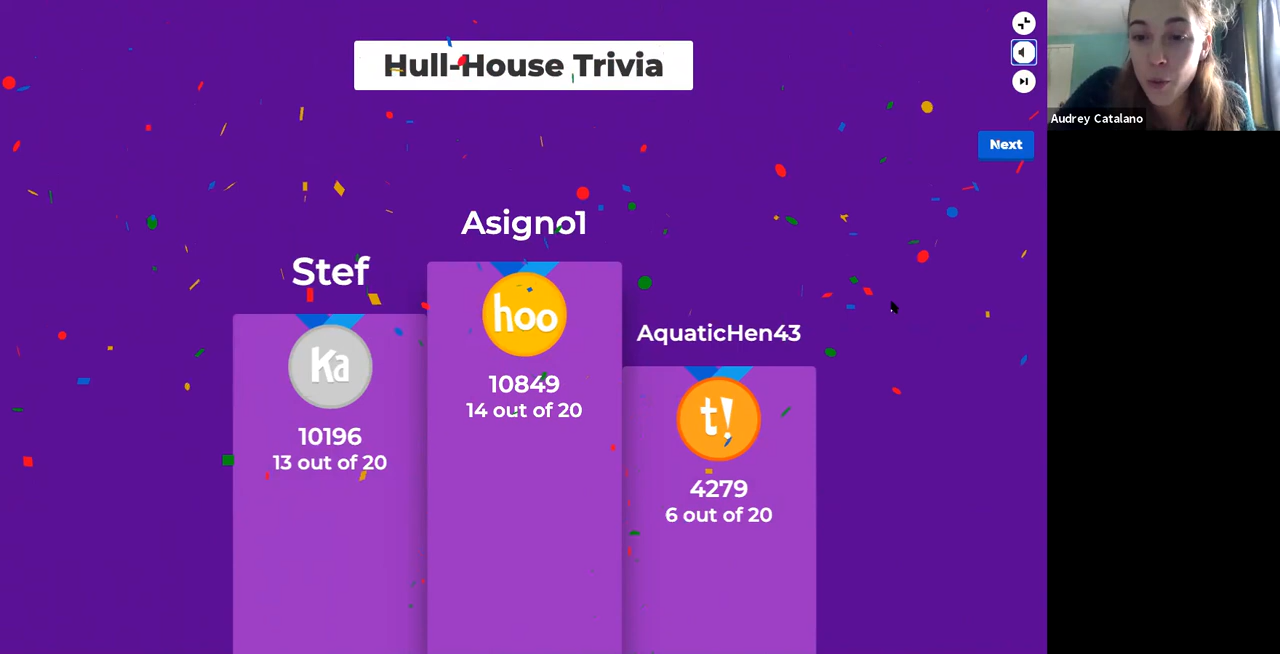 Hull-House Trivia
Audrey Catalano
Next
Asigno1
Stef
AquaticHen43
hoo
10849
14 out of 20
Ka
10196
13 out of 20
t!
4279
6 out of 20